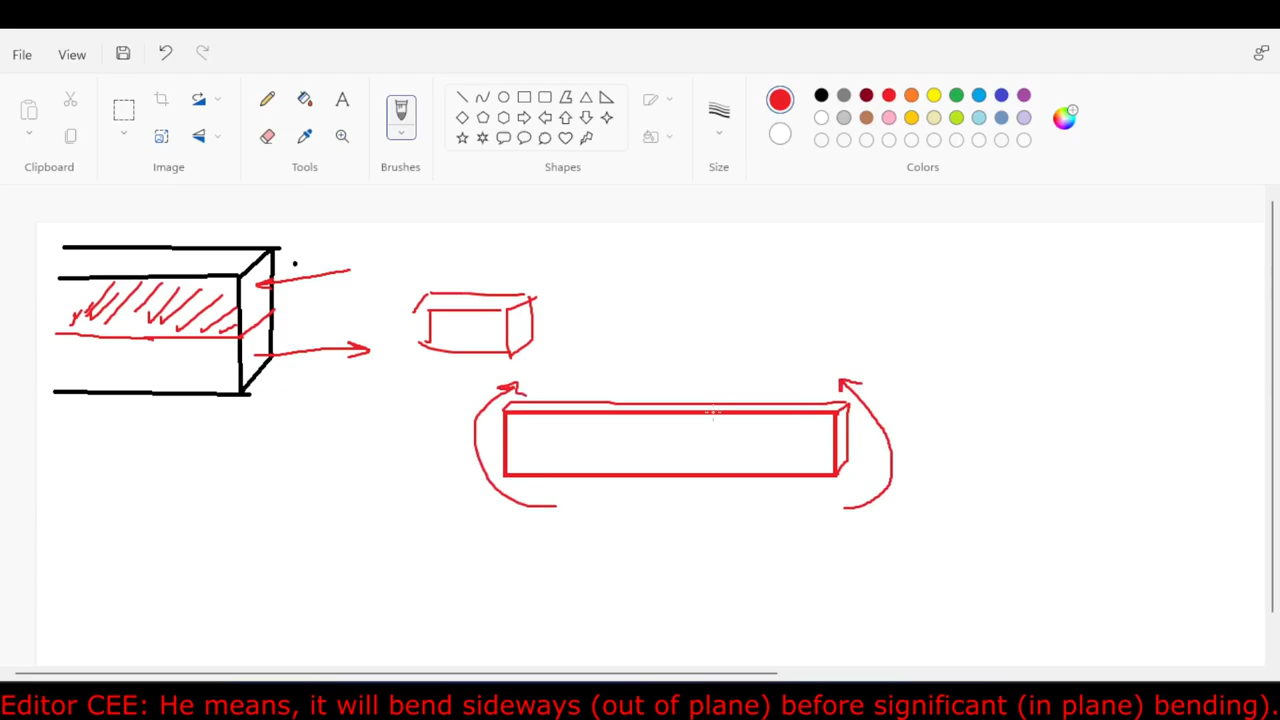 File View
Clipboard Image Tools Brushes Shapes Size Colors
Editor CEE: He means, it will bend sideways (out of plane) before significant (in plane) bending).